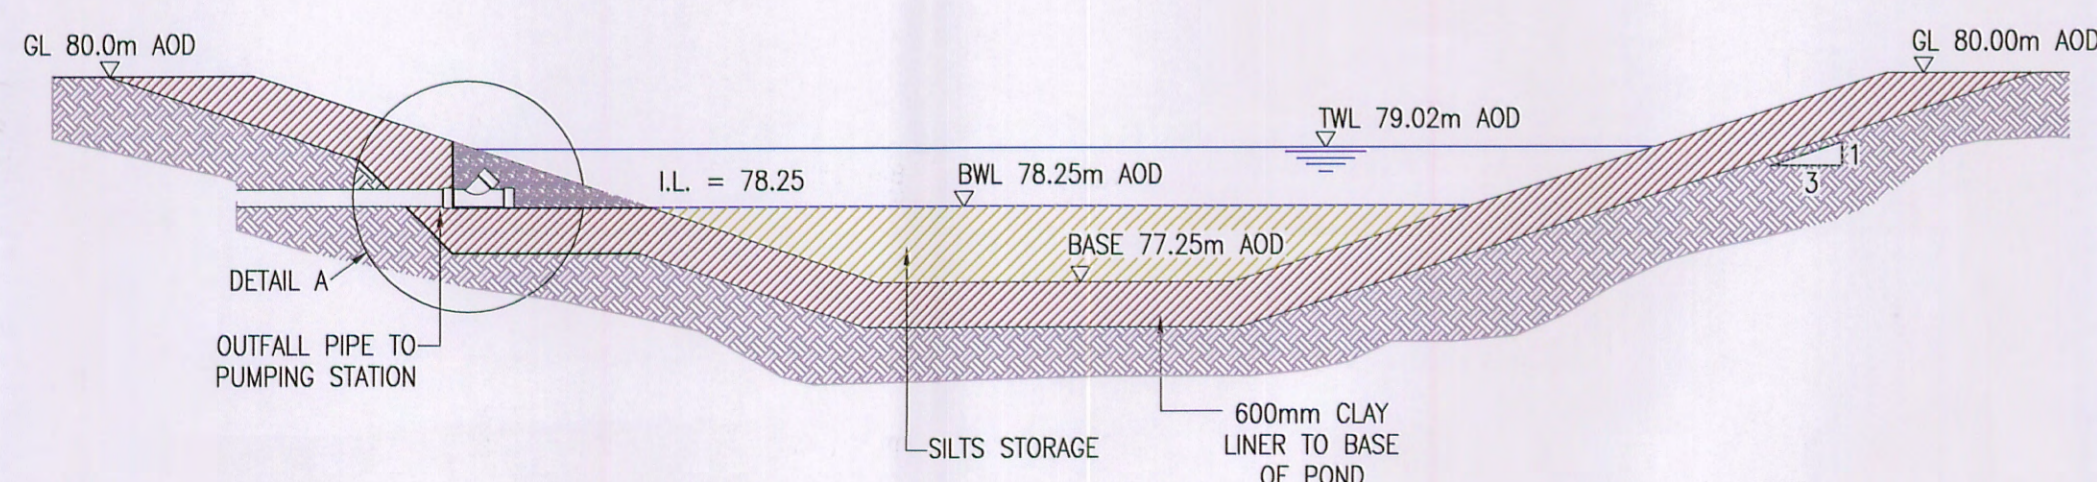 GL 80.0m AOD
GL 80.00m AOD
TWL 79.02m AOD
I.L. = 78.25
BWL 78.25m AOD
1
3
BASE 77.25m AOD
DETAIL A
OUTFALL PIPE TO
PUMPING STATION
SILTS STORAGE
600mm CLAY
LINER TO BASE
OF POND